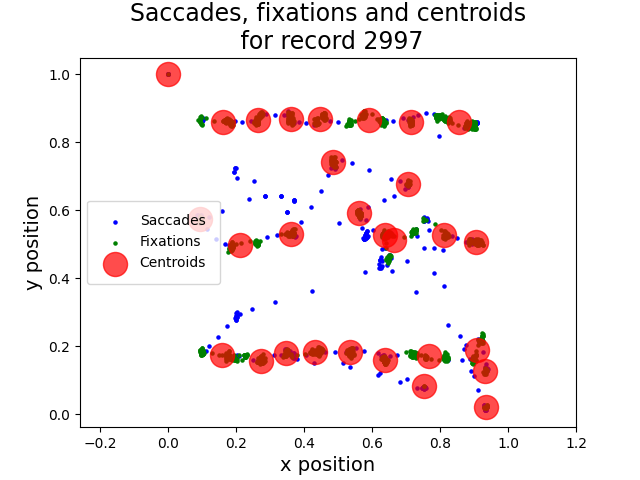 Saccades, fixations and centroids
for record 2997
1.0
0.8
0.6
0.4
0.2
0.0
y position
Saccades
Fixations
Centroids
−0.2
0.0
0.2
0.4
0.6
0.8
1.0
1.2
x position